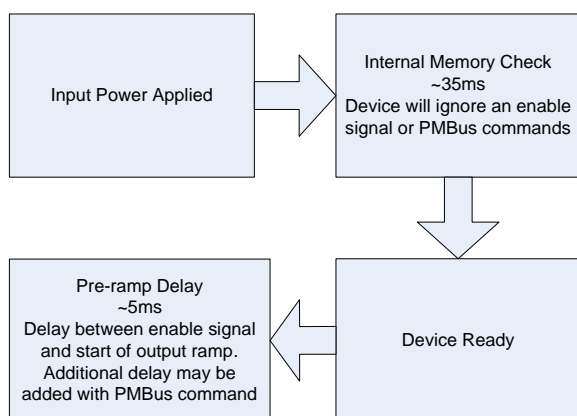 Input Power Applied
Internal Memory Check
~35ms
Device will ignore an enable
signal or PMBus commands
Device Ready
Pre-ramp Delay
~5ms
Delay between enable signal
and start of output ramp.
Additional delay may be
added with PMBus command